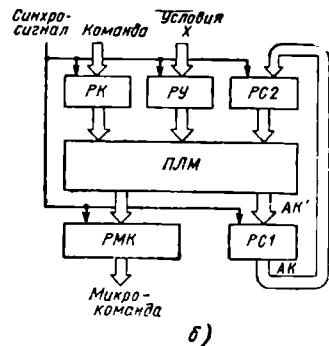 Синхро-
сигнал Команда Условия
X
РК РУ РС2
ПЛМ
АК'
РМК РС1
АК
Микро-
команда
б)